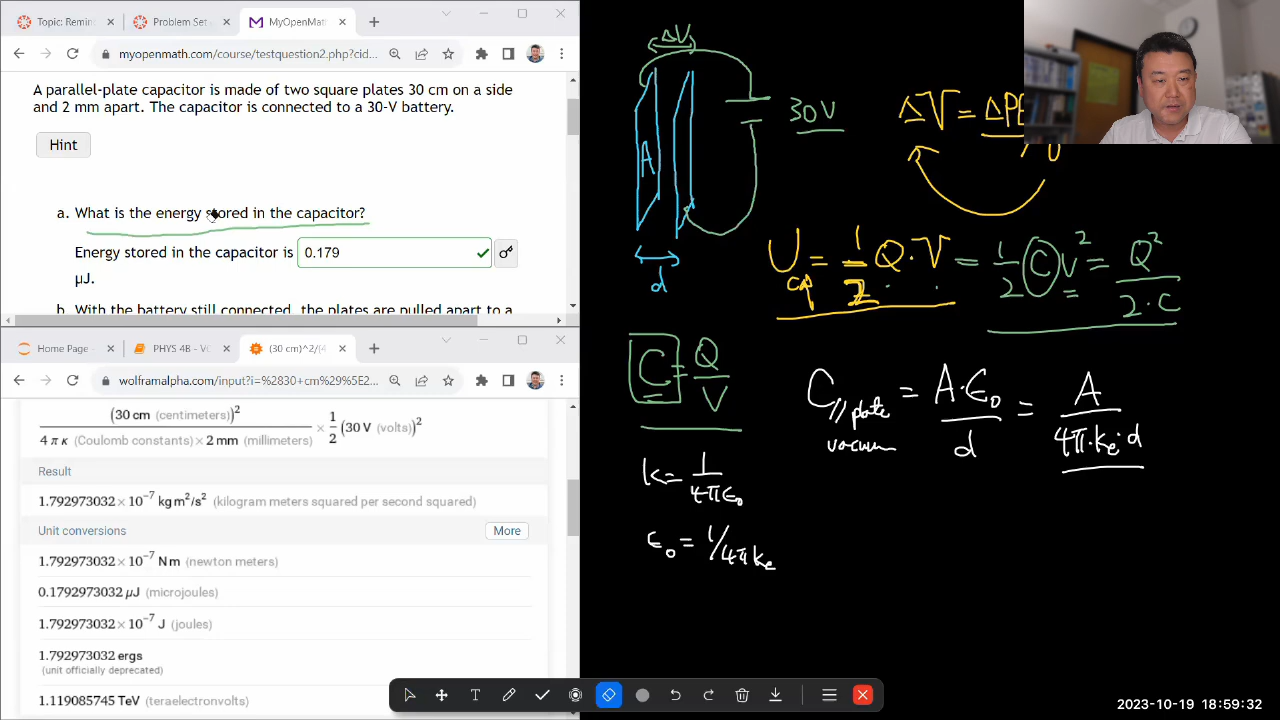 Topic: Remin
Problem Set
MyOpenMath
myopenmath.com/course/testquestion2.php?cid...
A parallel-plate capacitor is made of two square plates 30 cm on a side
and 2 mm apart. The capacitor is connected to a 30-V battery.
Hint
a. What is the energy stored in the capacitor?
Energy stored in the capacitor is 0.179
μJ.
b. With the battery still connected, the plates are pulled apart to a
Home Page -
PHYS 4B – VC
(30 cm)^2/(4
wolframalpha.com/input?i=%2830+cm%29%5E2...
(30 cm (centimeters))²
4 π κ (Coulomb constants)×2 mm (millimeters)
× 1/2 (30 V (volts))²
Result
1.792973032×10⁻⁷ kg m²/s² (kilogram meters squared per second squared)
Unit conversions
More
1.792973032×10⁻⁷ N m (newton meters)
0.1792973032 μJ (microjoules)
1.792973032×10⁻⁷ J (joules)
1.792973032 ergs
(unit officially deprecated)
1.119085745 TeV (teraelectronvolts)
ΔV
A
d
30V
ΔV = ΔPE
U cap = 1/2 Q · V = 1/2 C V² = Q² / 2·C
C = Q/V
C // plate vacuum = A·ϵ₀ / d = A / 4π·kₑ·d
k = 1 / 4πϵ₀
ϵ₀ = 1/4πkₑ
T
2023-10-19 18:59:32